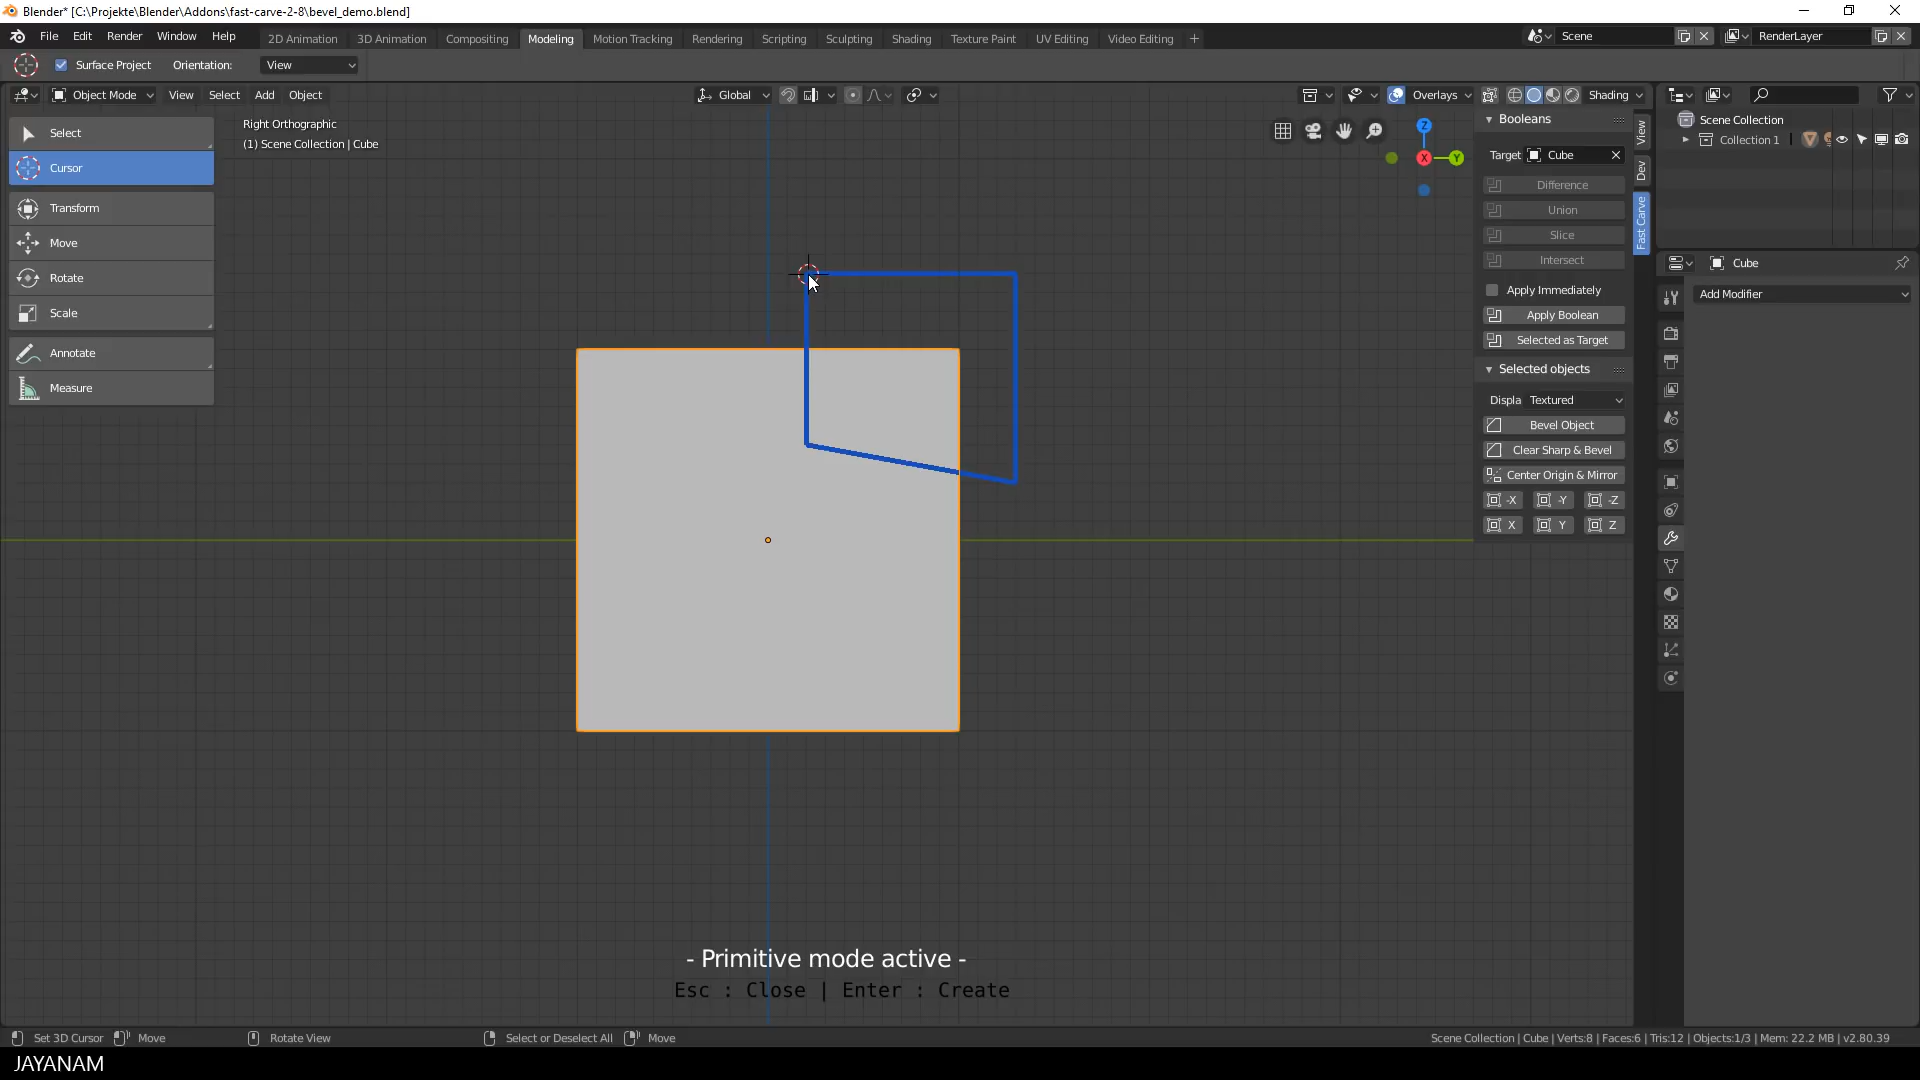 Blender* [C:\Projekte\Blender\Addons\fast-carve-2-8\bevel_demo.blend]
File Edit Render Window Help 2D Animation 3D Animation Compositing Modeling Motion Tracking Rendering Scripting Sculpting Shading Texture Paint UV Editing Video Editing + Scene RenderLayer
Surface Project Orientation: View
Object Mode View Select Add Object Global Overlays Shading
Right Orthographic
(1) Scene Collection | Cube
Select
Cursor
Transform
Move
Rotate
Scale
Annotate
Measure
Z
X
Y
Booleans
Target Cube
Difference
Union
Slice
Intersect
Apply Immediately
Apply Boolean
Selected as Target
Selected objects
Displa Textured
Bevel Object
Clear Sharp & Bevel
Center Origin & Mirror
-X -Y -Z
X Y Z
View
Dev
Fast Carve
Scene Collection
Collection 1
Cube
Add Modifier
- Primitive mode active -
Esc : Close | Enter : Create
Set 3D Cursor Move Rotate View Select or Deselect All Move Scene Collection | Cube | Verts:8 | Faces:6 | Tris:12 | Objects:1/3 | Mem: 22.2 MB | v2.80.39
JAYANAM